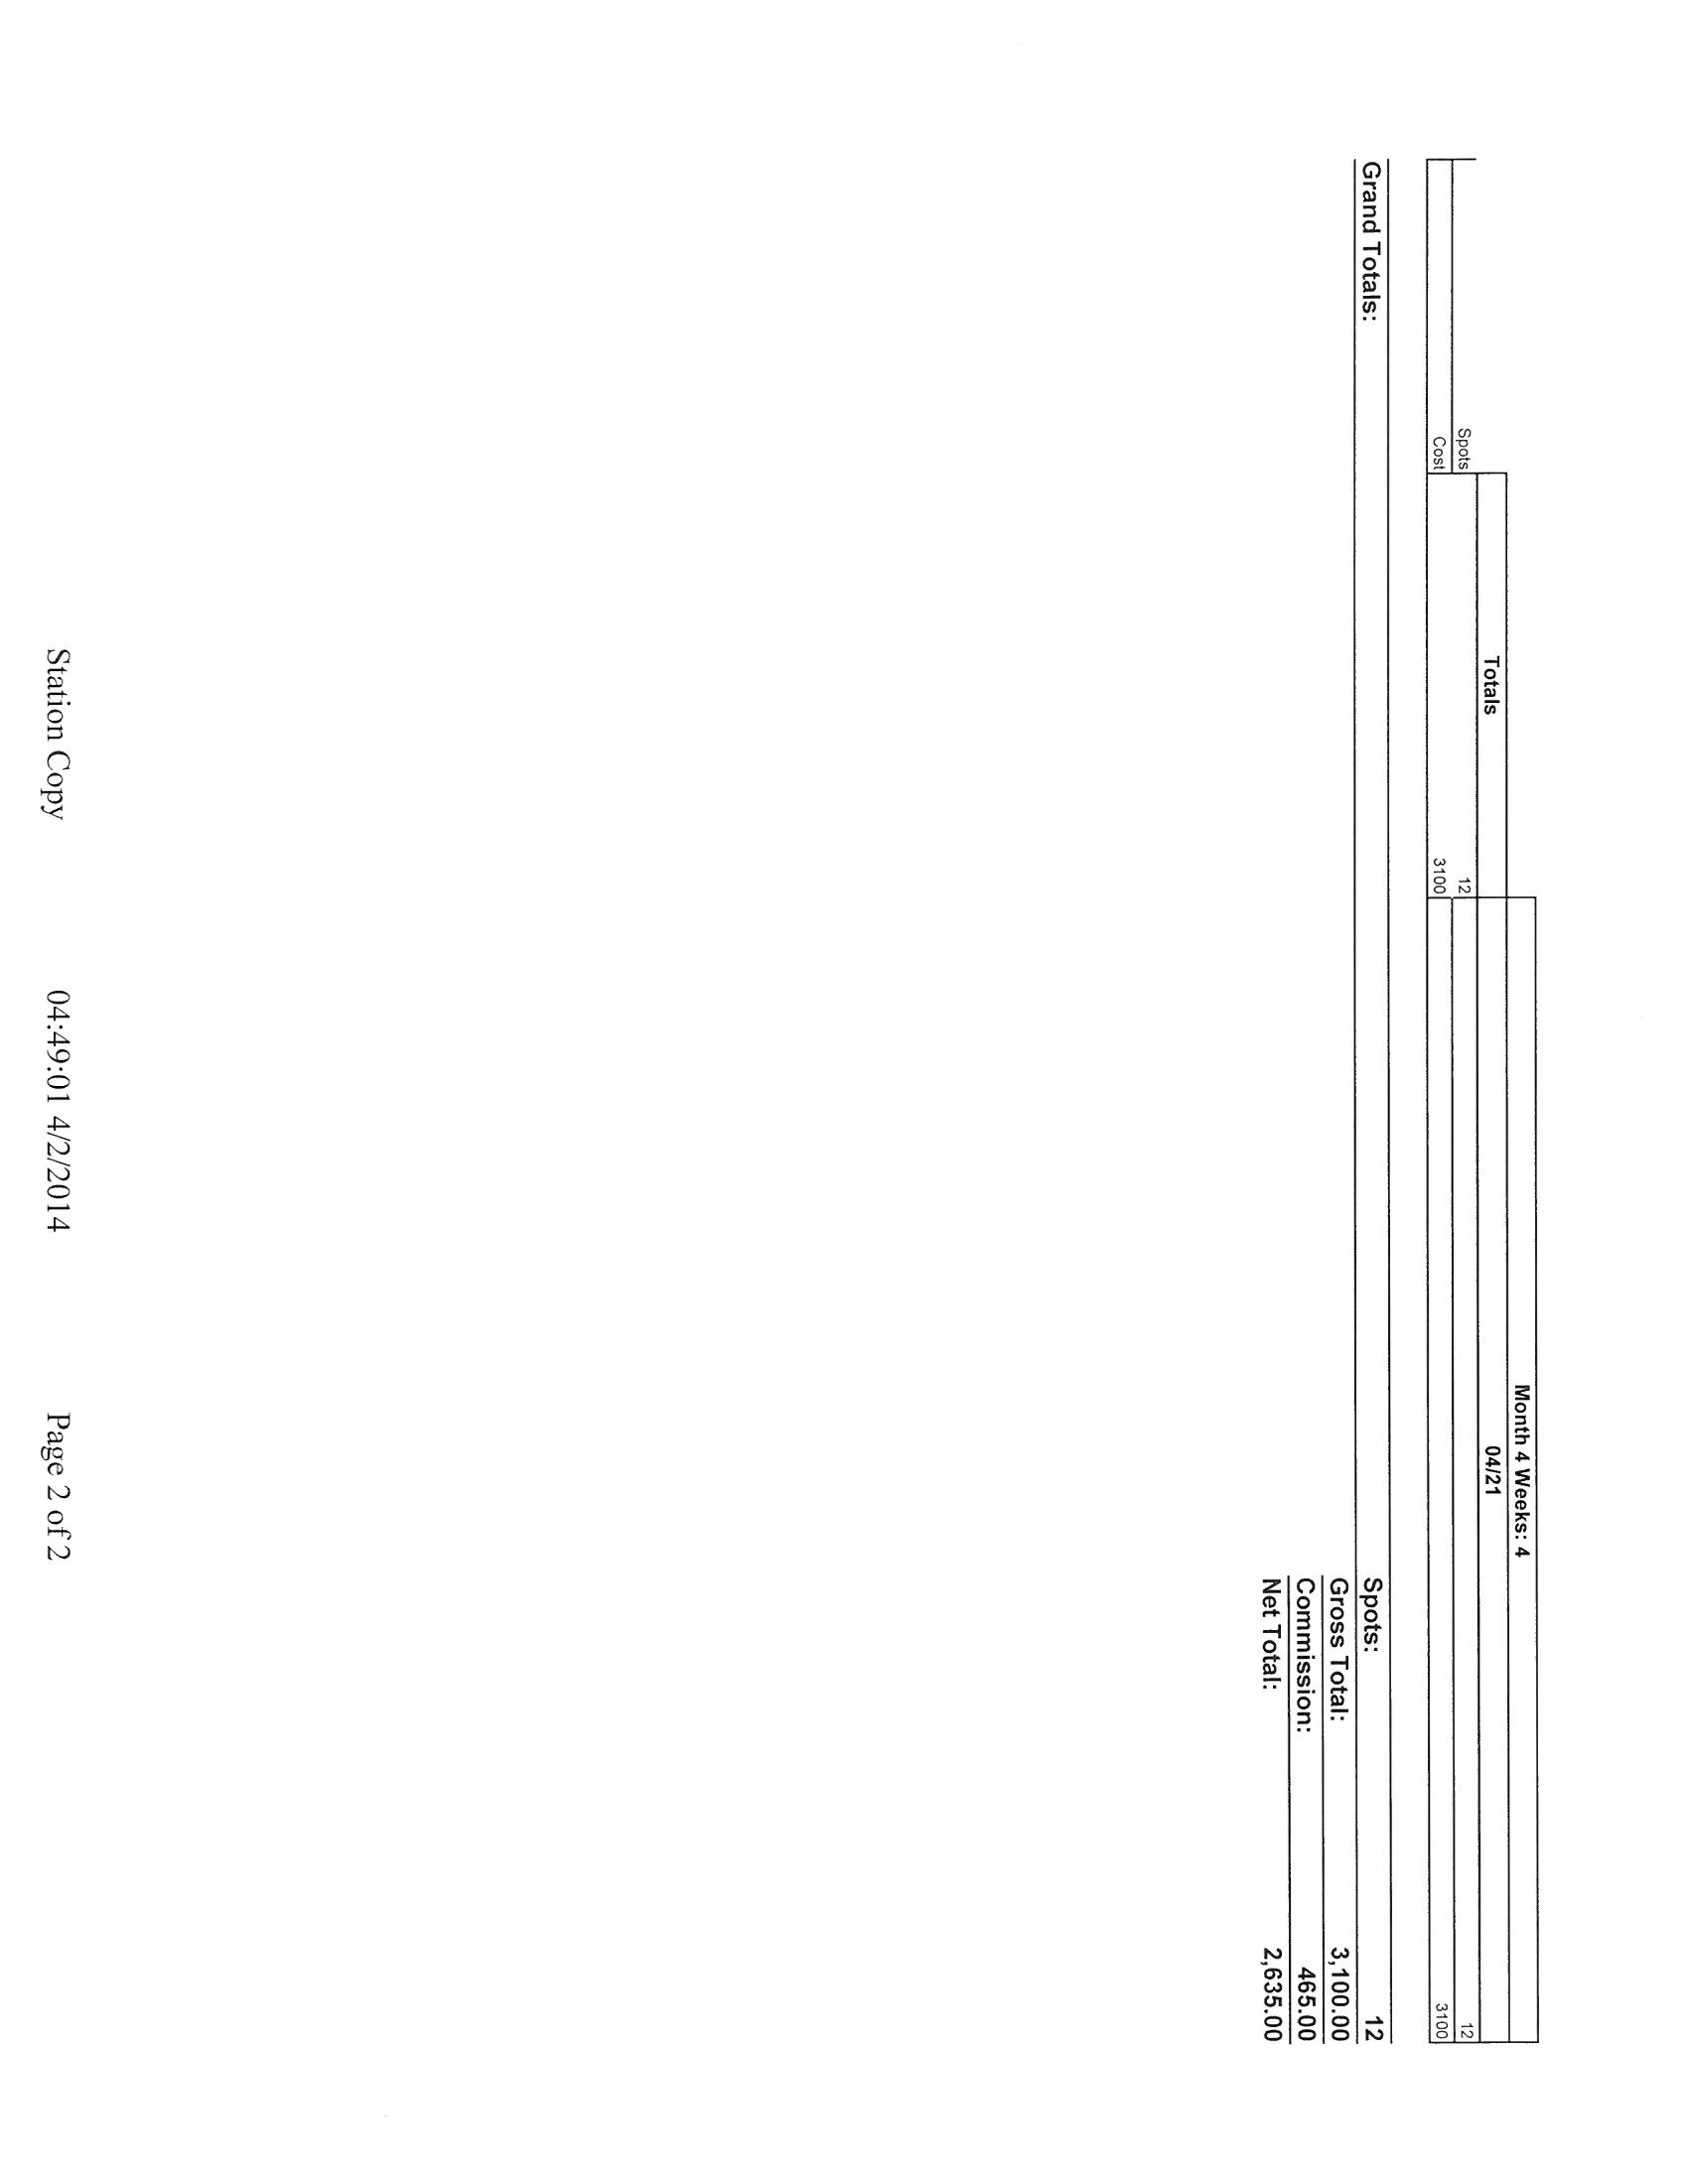 Month 4 Weeks: 4
Totals 04/21
Spots 12 12
Cost 3100 3100
Grand Totals: Spots: 12
Gross Total: 3,100.00
Commission: 465.00
Net Total: 2,635.00
Station Copy 04:49:01 4/2/2014 Page 2 of 2